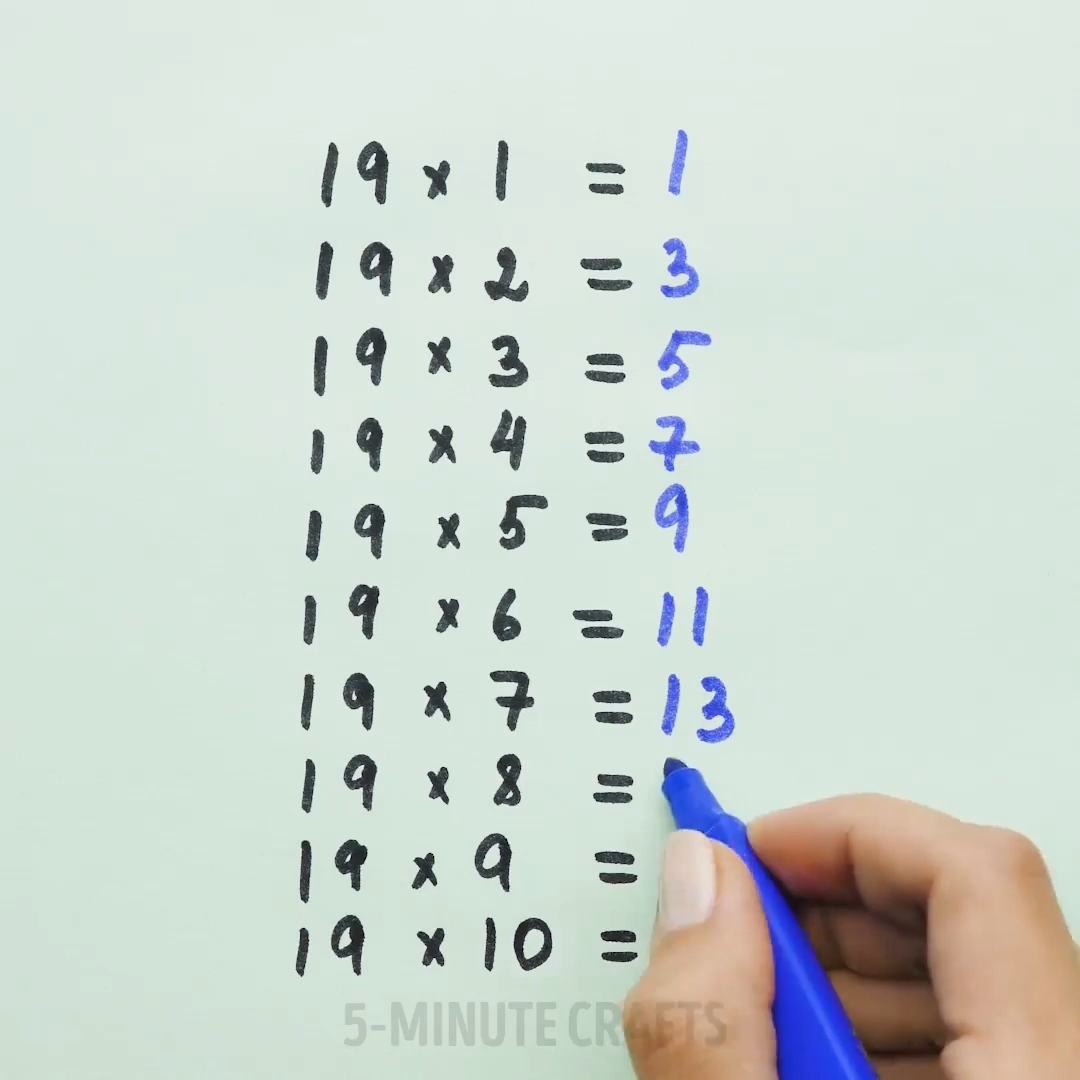 19 × 1 = 1
19 × 2 = 3
19 × 3 = 5
19 × 4 = 7
19 × 5 = 9
19 × 6 = 11
19 × 7 = 13
19 × 8 =
19 × 9 =
19 × 10 =
5-MINUTE CRAFTS